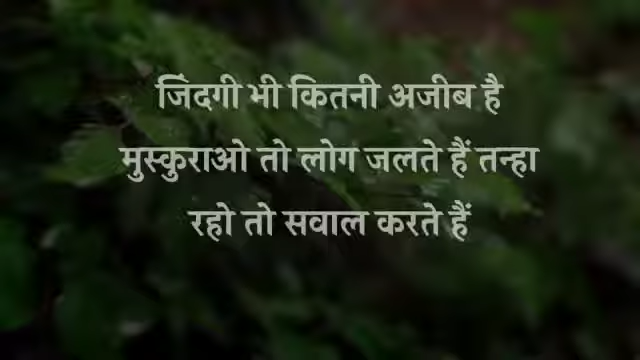 जिंदगी भी कितनी अजीब है
मुस्कुराओ तो लोग जलते हैं तन्हा
रहो तो सवाल करते हैं